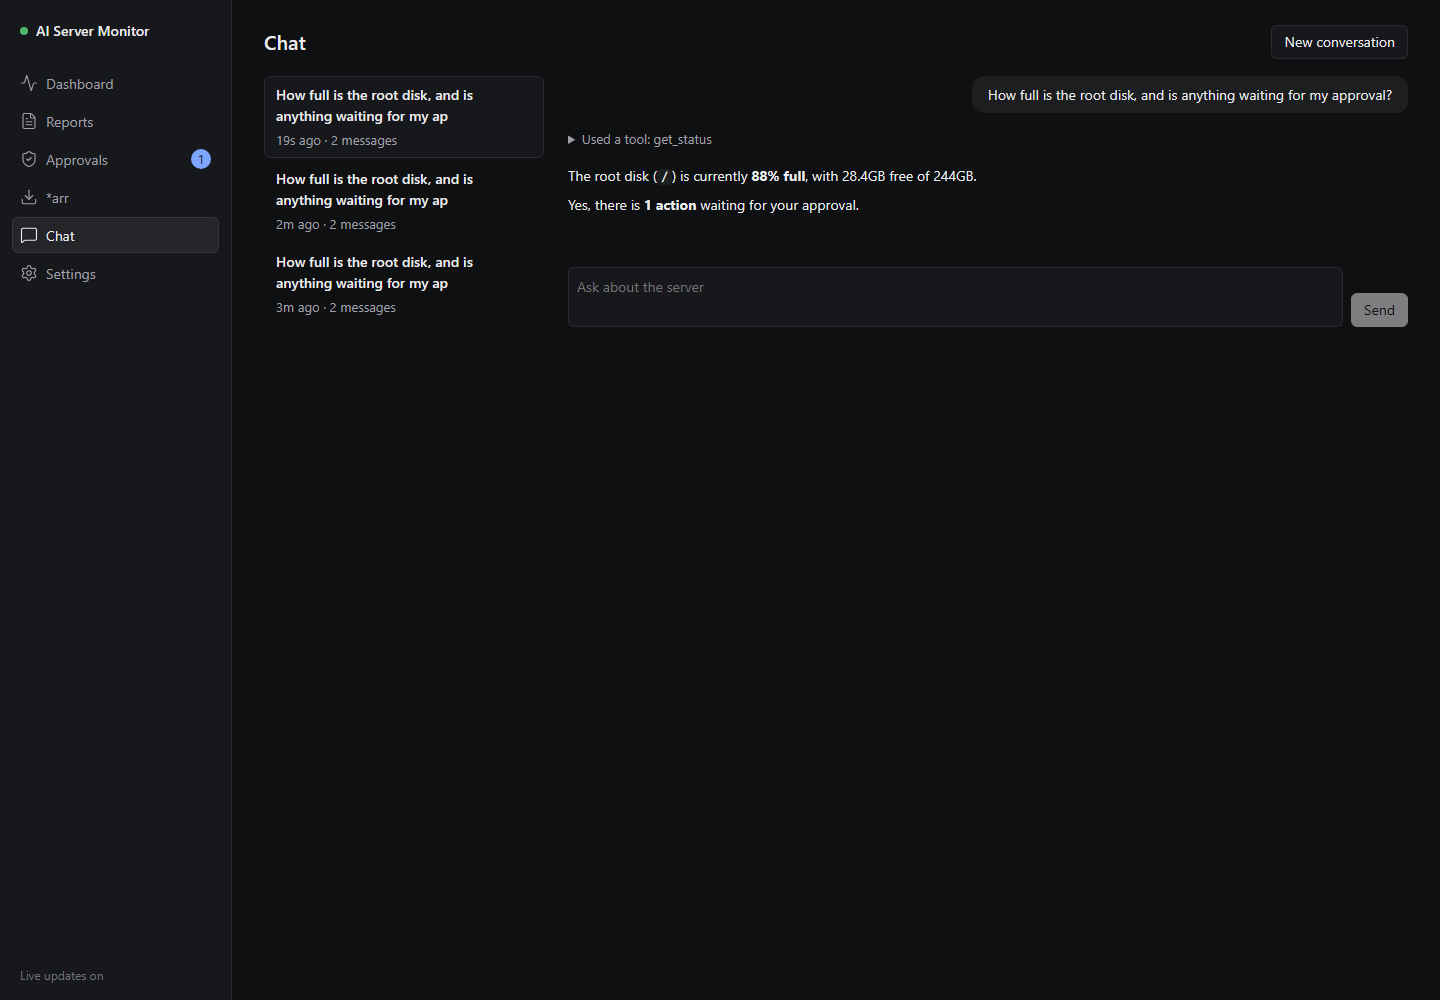 AI Server Monitor
Dashboard
Reports
Approvals
1
*arr
Chat
Settings
Live updates on
Chat
New conversation
How full is the root disk, and is
anything waiting for my ap
19s ago · 2 messages
How full is the root disk, and is
anything waiting for my ap
2m ago · 2 messages
How full is the root disk, and is
anything waiting for my ap
3m ago · 2 messages
How full is the root disk, and is anything waiting for my approval?
Used a tool: get_status
The root disk ( / ) is currently 88% full, with 28.4GB free of 244GB.
Yes, there is 1 action waiting for your approval.
Ask about the server
Send